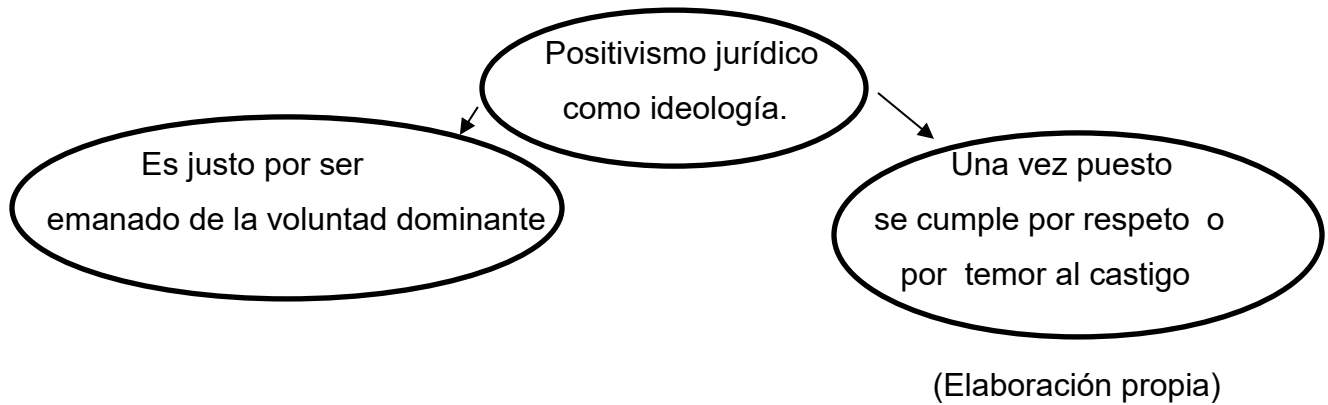 Positivismo jurídico
como ideología.
Es justo por ser
emanado de la voluntad dominante
Una vez puesto
se cumple por respeto o
por temor al castigo
(Elaboración propia)